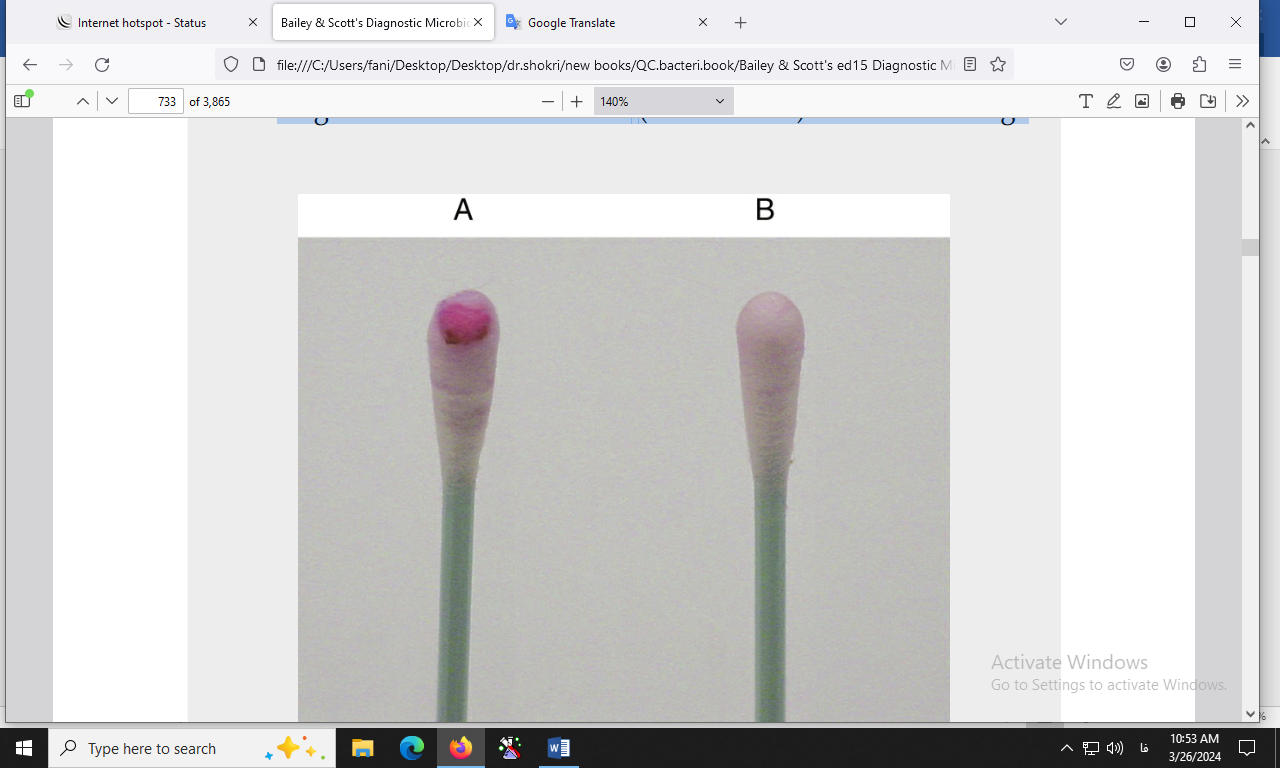 Internet hotspot - Status
Bailey & Scott's Diagnostic Microbio
Google Translate
file:///C:/Users/fani/Desktop/Desktop/dr.shokri/new books/QC.bacteri.book/Bailey & Scott's ed15 Diagnostic M
733 of 3,865
140%
A B
Activate Windows
Go to Settings to activate Windows.
%
Type here to search
فا
10:53 AM
3/26/2024